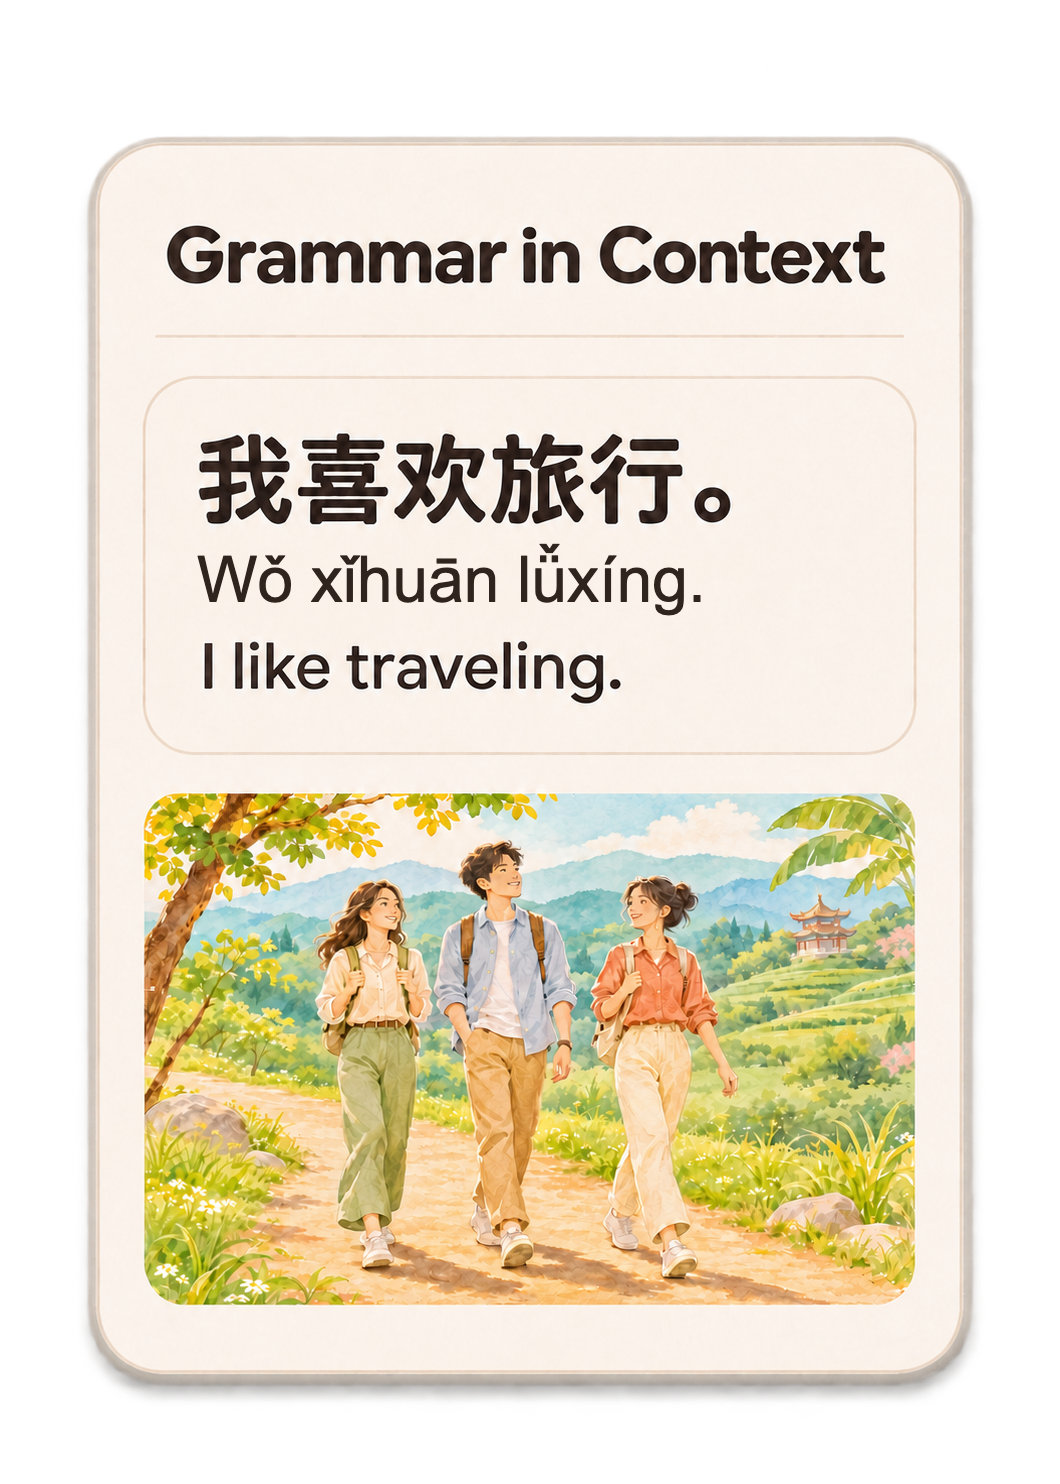 Grammar in Context
我喜欢旅行。
Wǒ xǐhuān lǚxíng.
I like traveling.